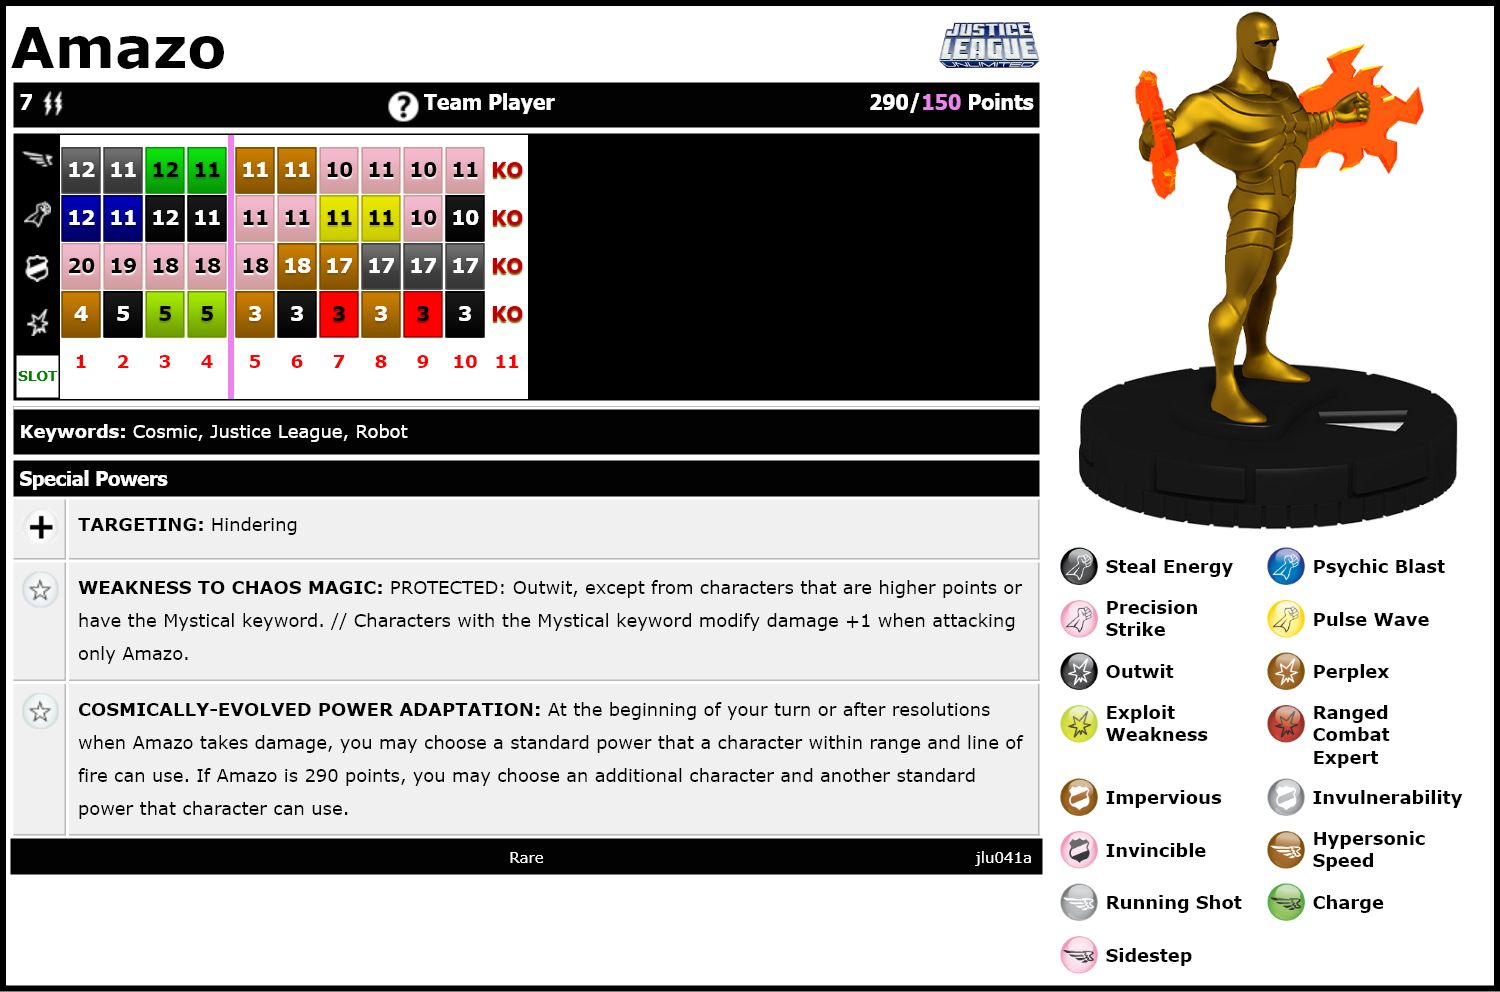 Amazo
JUSTICE
LEAGUE
UNLIMITED
7 ? Team Player 290/150 Points
12 11 12 11 11 11 10 11 10 11 KO
12 11 12 11 11 11 11 11 10 10 KO
20 19 18 18 18 18 17 17 17 17 KO
4 5 5 5 3 3 3 3 3 3 KO
SLOT 1 2 3 4 5 6 7 8 9 10 11
Keywords: Cosmic, Justice League, Robot
Special Powers
+ TARGETING: Hindering
WEAKNESS TO CHAOS MAGIC: PROTECTED: Outwit, except from characters that are higher points or
have the Mystical keyword. // Characters with the Mystical keyword modify damage +1 when attacking
only Amazo.
COSMICALLY-EVOLVED POWER ADAPTATION: At the beginning of your turn or after resolutions
when Amazo takes damage, you may choose a standard power that a character within range and line of
fire can use. If Amazo is 290 points, you may choose an additional character and another standard
power that character can use.
Rare jlu041a
Steal Energy Psychic Blast
Precision
Strike
Pulse Wave
Outwit Perplex
Exploit
Weakness
Ranged
Combat
Expert
Impervious Invulnerability
Invincible
Hypersonic
Speed
Running Shot Charge
Sidestep